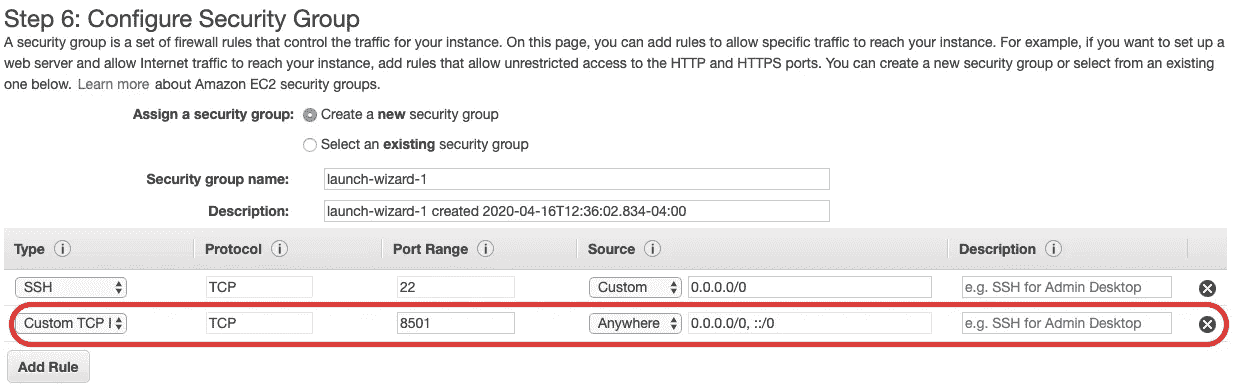 Step 6: Configure Security Group
A security group is a set of firewall rules that control the traffic for your instance. On this page, you can add rules to allow specific traffic to reach your instance. For example, if you want to set up a
web server and allow Internet traffic to reach your instance, add rules that allow unrestricted access to the HTTP and HTTPS ports. You can create a new security group or select from an existing
one below. Learn more about Amazon EC2 security groups.
Assign a security group: Create a new security group
Select an existing security group
Security group name: launch-wizard-1
Description: launch-wizard-1 created 2020-04-16T12:36:02.834-04:00
Type i Protocol i Port Range i Source i Description i
SSH TCP 22 Custom 0.0.0.0/0 e.g. SSH for Admin Desktop
Custom TCP I TCP 8501 Anywhere 0.0.0.0/0, ::/0 e.g. SSH for Admin Desktop
Add Rule